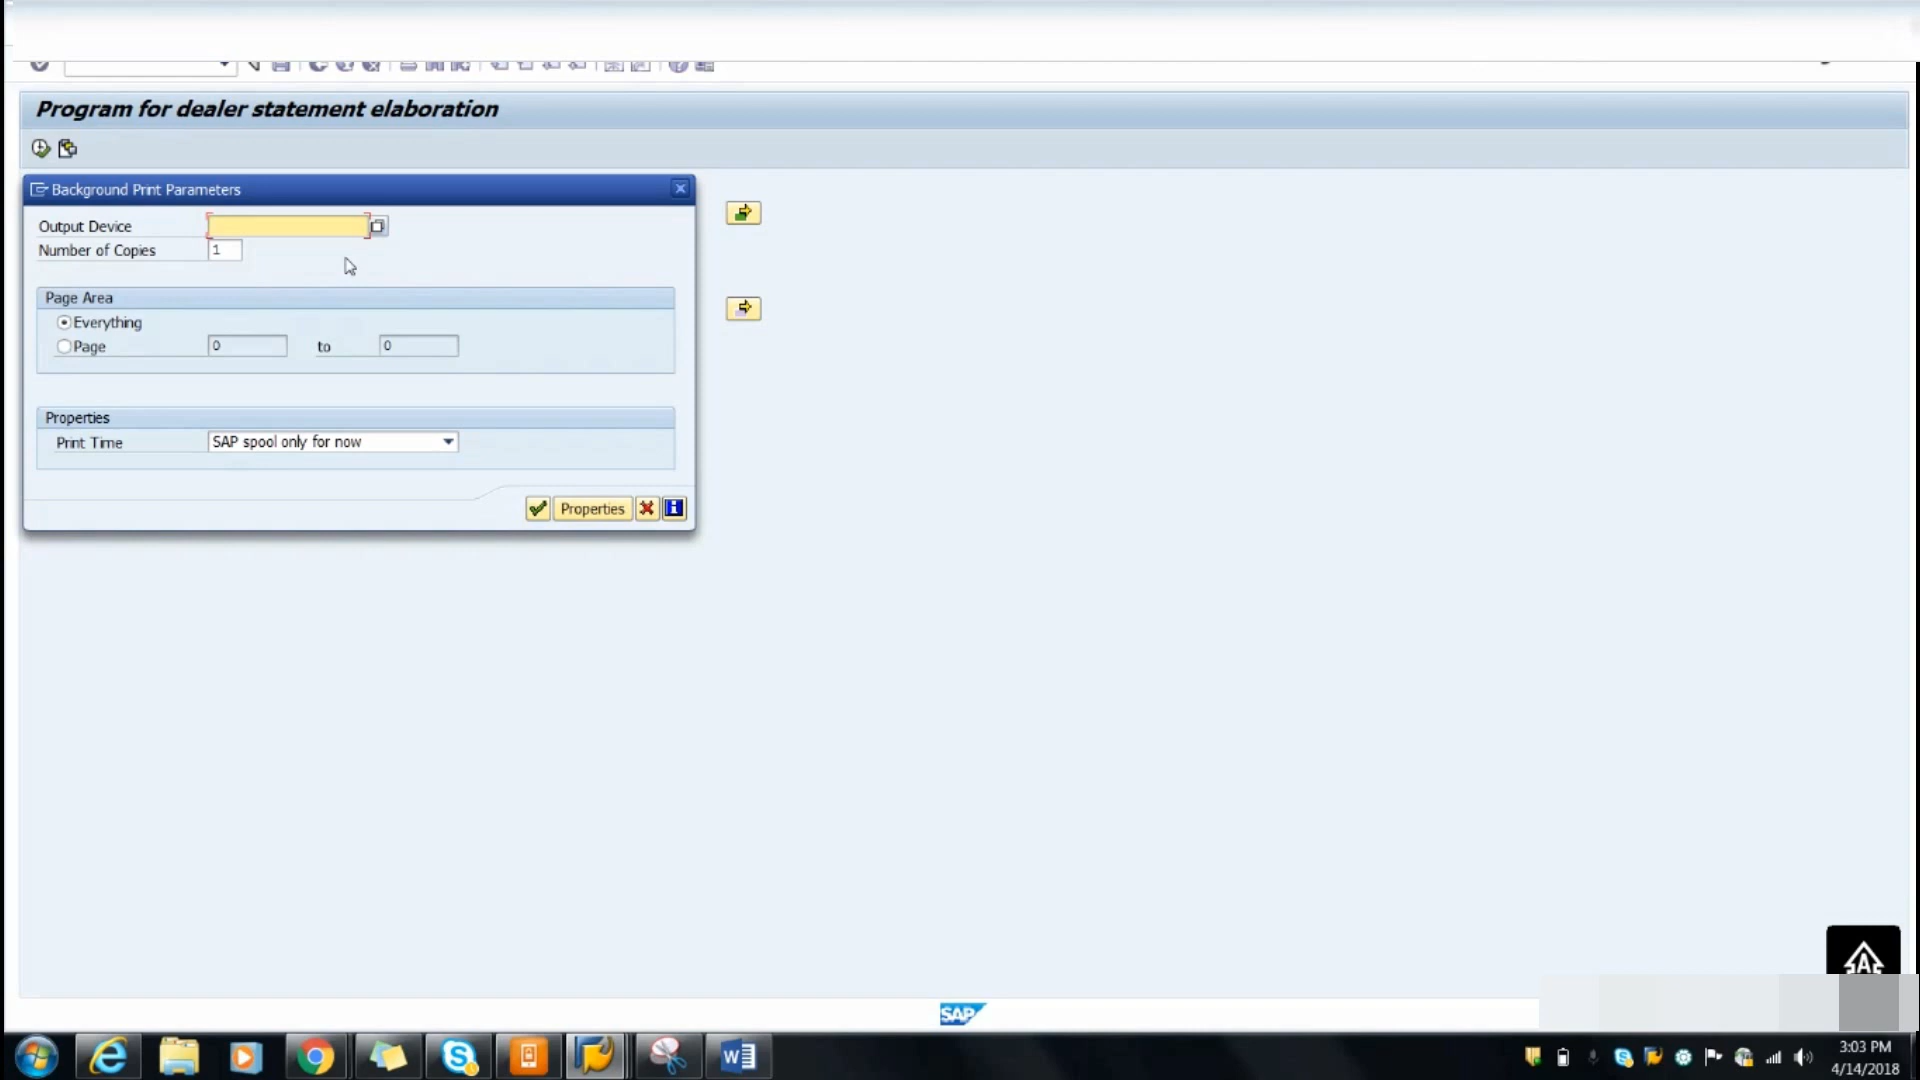 Program for dealer statement elaboration
Background Print Parameters
Output Device
Number of Copies 1
Page Area
Everything
Page 0 to 0
Properties
Print Time SAP spool only for now
Properties
SAP
3:03 PM
4/14/2018